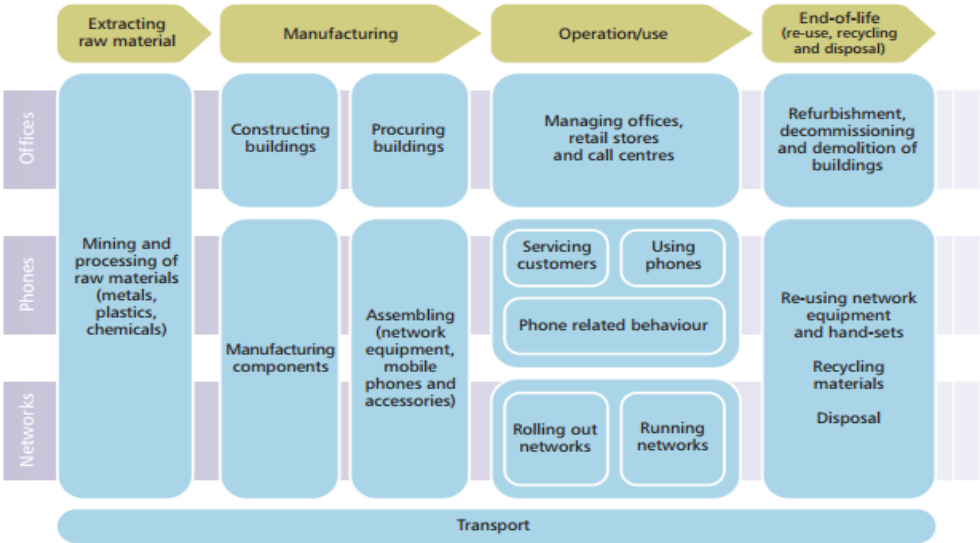 Extracting
raw material
Manufacturing
Operation/use
End-of-life
(re-use, recycling
and disposal)
Offices
Constructing
buildings
Procuring
buildings
Managing offices,
retail stores
and call centres
Refurbishment,
decommissioning
and demolition of
buildings
Phones
Mining and
processing of
raw materials
(metals,
plastics,
chemicals)
Manufacturing
components
Assembling
(network
equipment,
mobile
phones and
accessories)
Servicing
customers
Using
phones
Phone related behaviour
Re-using network
equipment
and hand-sets
Recycling
materials
Disposal
Networks
Rolling out
networks
Running
networks
Transport